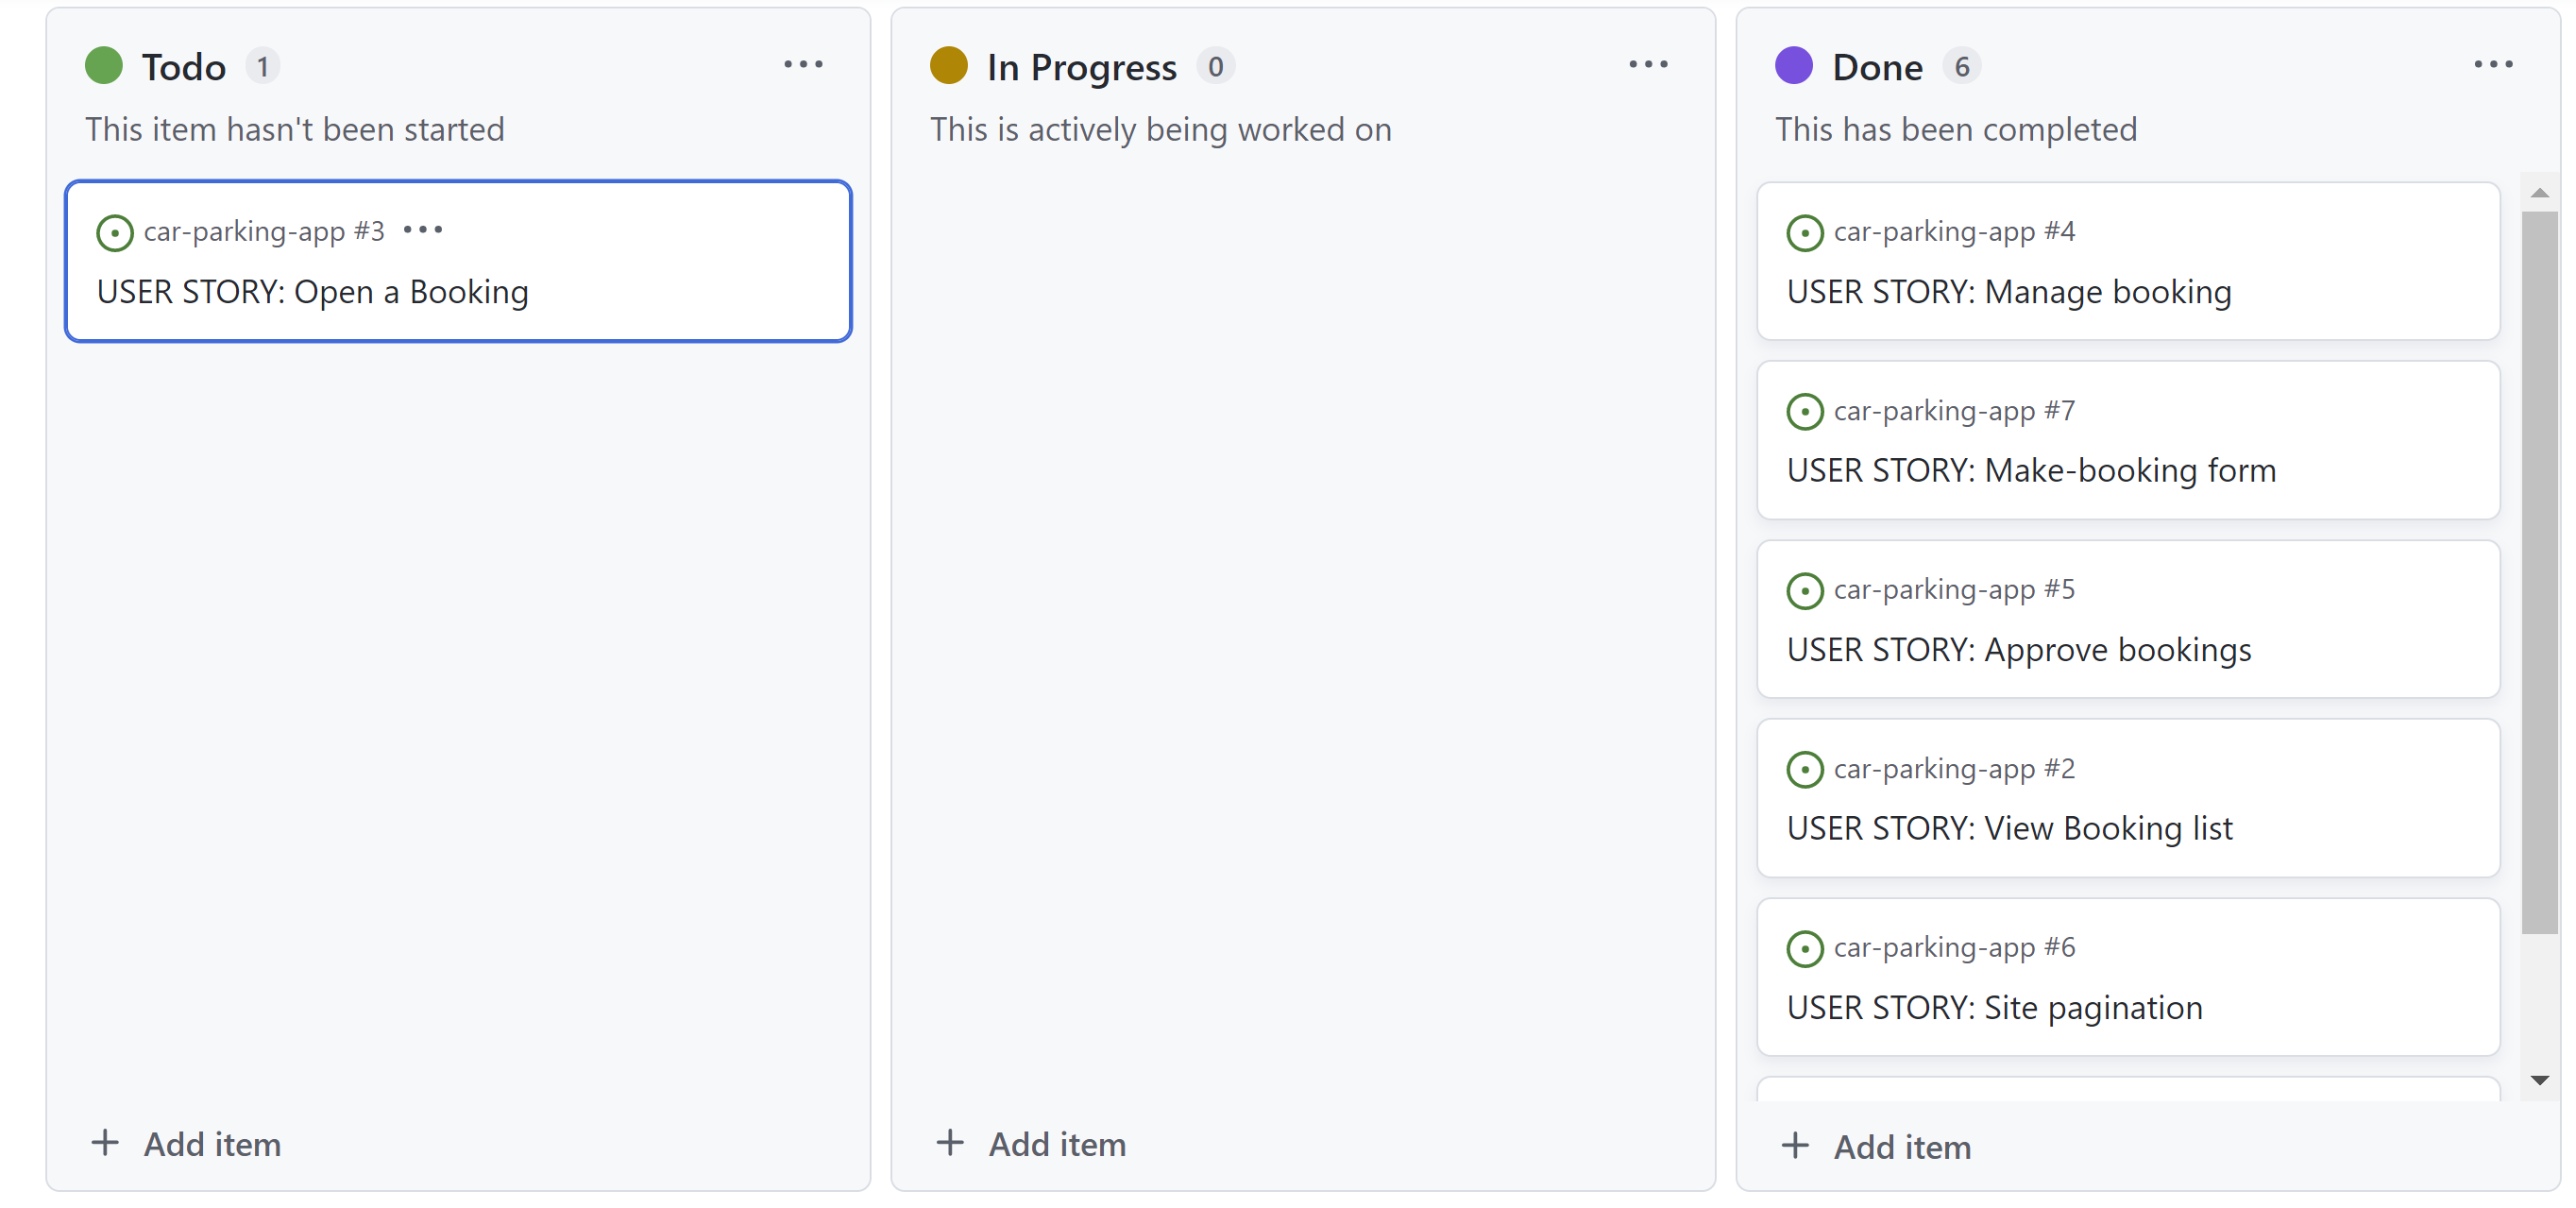 Todo 1
This item hasn't been started
car-parking-app #3
USER STORY: Open a Booking
+ Add item
In Progress 0
This is actively being worked on
+ Add item
Done 6
This has been completed
car-parking-app #4
USER STORY: Manage booking
car-parking-app #7
USER STORY: Make-booking form
car-parking-app #5
USER STORY: Approve bookings
car-parking-app #2
USER STORY: View Booking list
car-parking-app #6
USER STORY: Site pagination
+ Add item